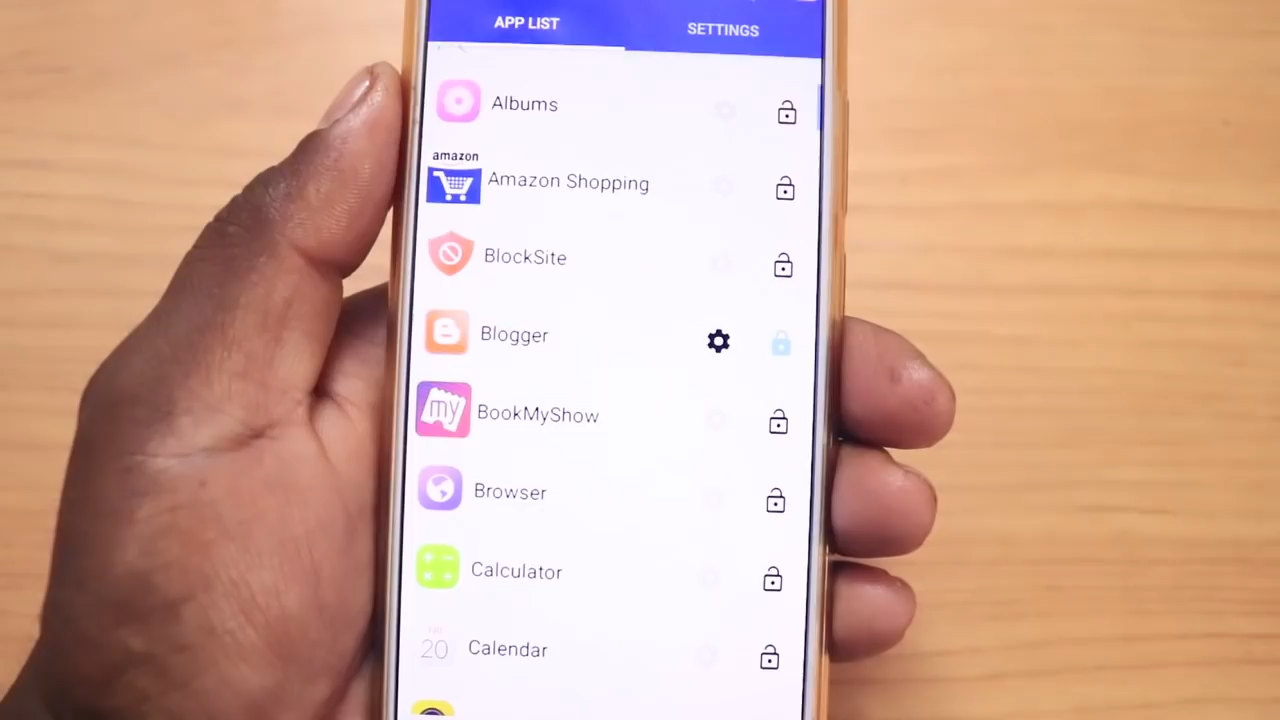 APP LIST
SETTINGS
Albums
amazon
Amazon Shopping
BlockSite
Blogger
my
BookMyShow
Browser
Calculator
20
Calendar